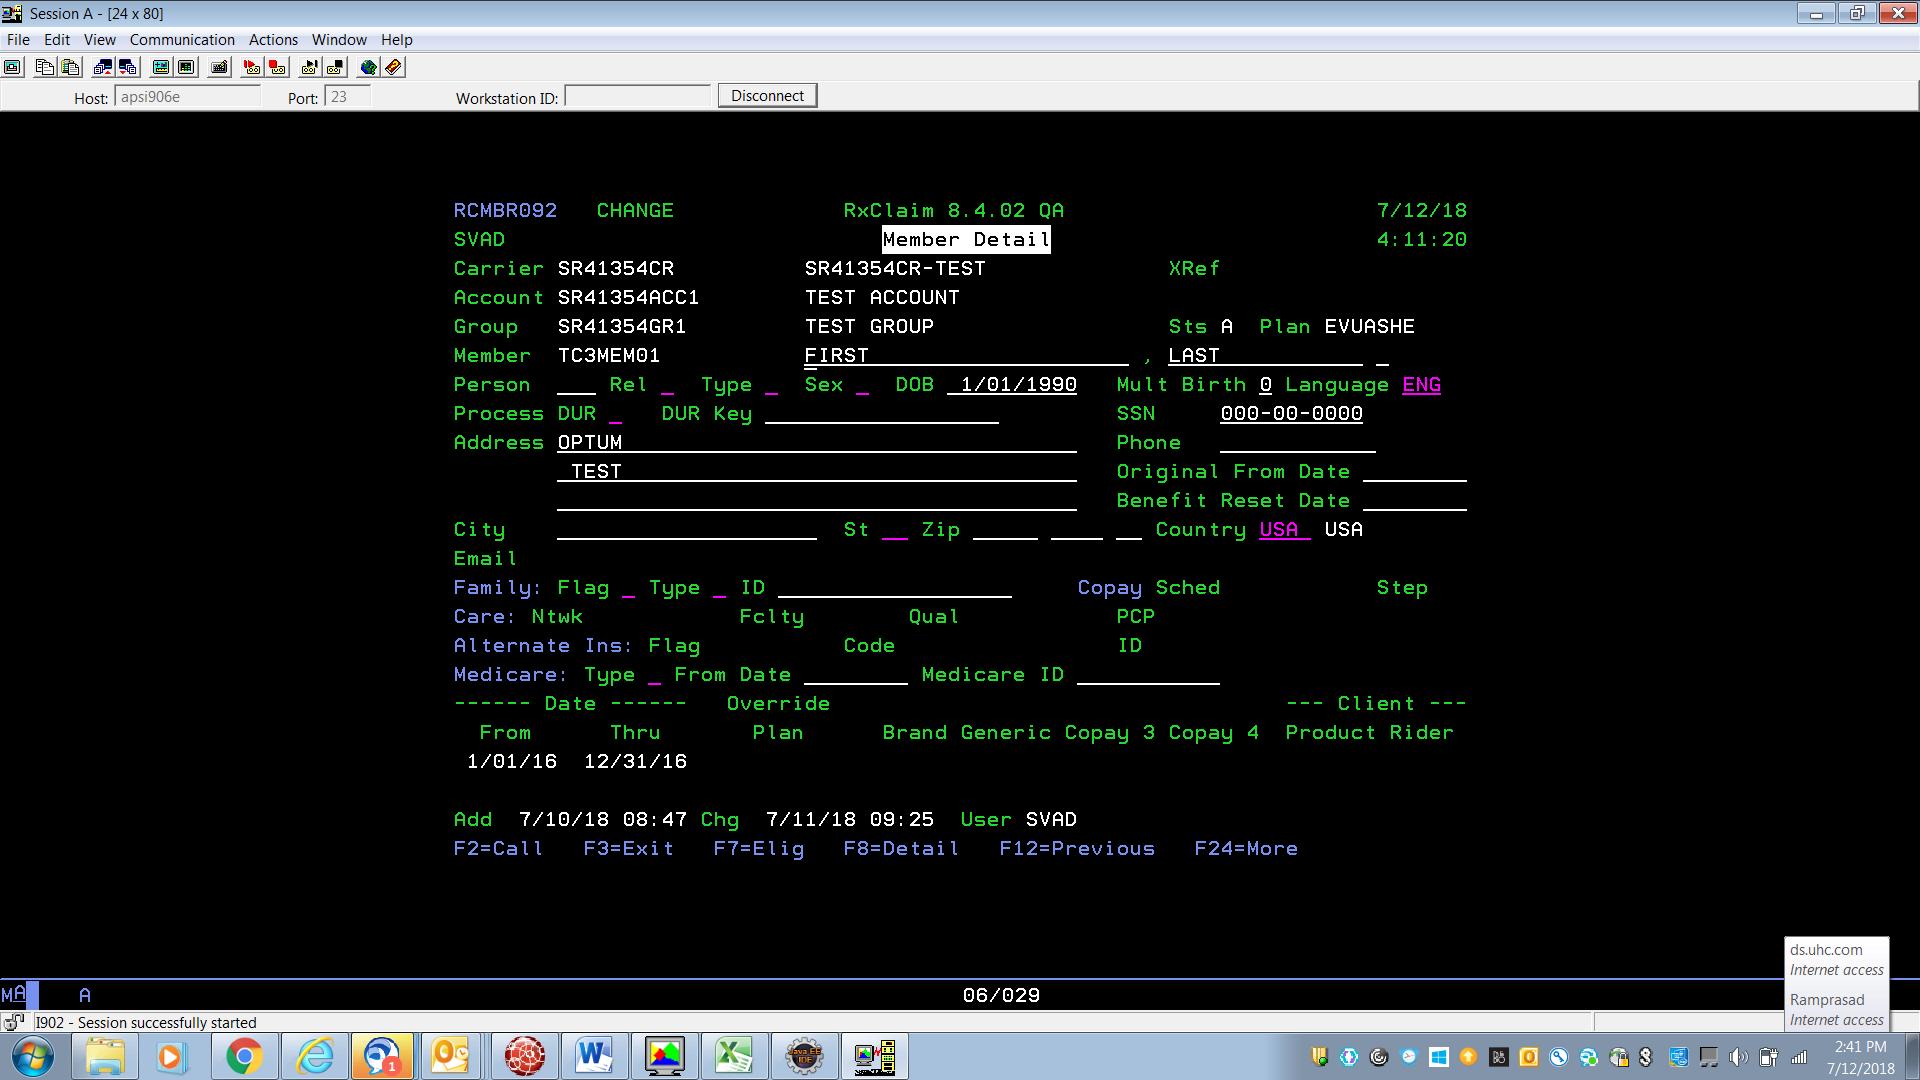 Session A - [24 x 80]
File Edit View Communication Actions Window Help
Host: apsi906e Port: 23 Workstation ID: Disconnect
RCMBR092 CHANGE RxClaim 8.4.02 QA 7/12/18
SVAD Member Detail 4:11:20
Carrier SR41354CR SR41354CR-TEST XRef
Account SR41354ACC1 TEST ACCOUNT
Group SR41354GR1 TEST GROUP Sts A Plan EVUASHE
Member TC3MEM01 FIRST , LAST
Person Rel Type Sex DOB 1/01/1990 Mult Birth 0 Language ENG
Process DUR DUR Key SSN 000-00-0000
Address OPTUM Phone
TEST Original From Date
Benefit Reset Date
City St Zip Country USA USA
Email
Family: Flag Type ID Copay Sched Step
Care: Ntwk Fclty Qual PCP
Alternate Ins: Flag Code ID
Medicare: Type From Date Medicare ID
------ Date ------ Override --- Client ---
From Thru Plan Brand Generic Copay 3 Copay 4 Product Rider
1/01/16 12/31/16
Add 7/10/18 08:47 Chg 7/11/18 09:25 User SVAD
F2=Call F3=Exit F7=Elig F8=Detail F12=Previous F24=More
ds.uhc.com
Internet access
Ramprasad
Internet access
MA A 06/029
I902 - Session successfully started
2:41 PM
7/12/2018